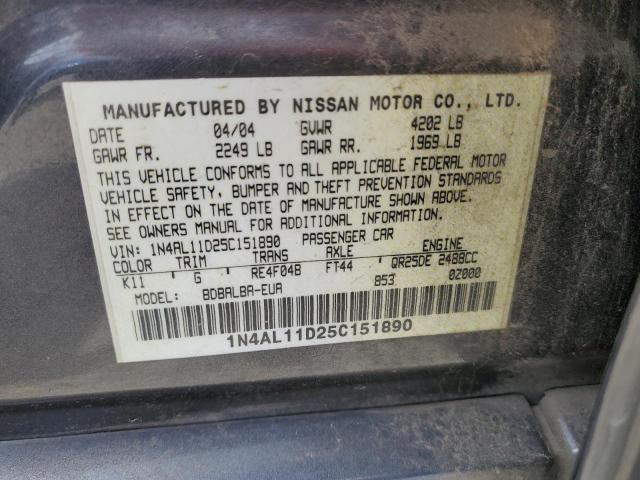 MANUFACTURED BY NISSAN MOTOR CO., LTD.
DATE 04/04 GVWR 4202 LB
GAWR FR. 2249 LB GAWR RR. 1969 LB
THIS VEHICLE CONFORMS TO ALL APPLICABLE FEDERAL MOTOR
VEHICLE SAFETY, BUMPER AND THEFT PREVENTION STANDARDS
IN EFFECT ON THE DATE OF MANUFACTURE SHOWN ABOVE.
SEE OWNERS MANUAL FOR ADDITIONAL INFORMATION.
VIN: 1N4AL11D25C151890 PASSENGER CAR
COLOR TRIM TRANS AXLE ENGINE
K11 G RE4F04B FT44 QR25DE 2488CC
MODEL: BDBALBA-EUA 853 0Z000
1N4AL11D25C151890